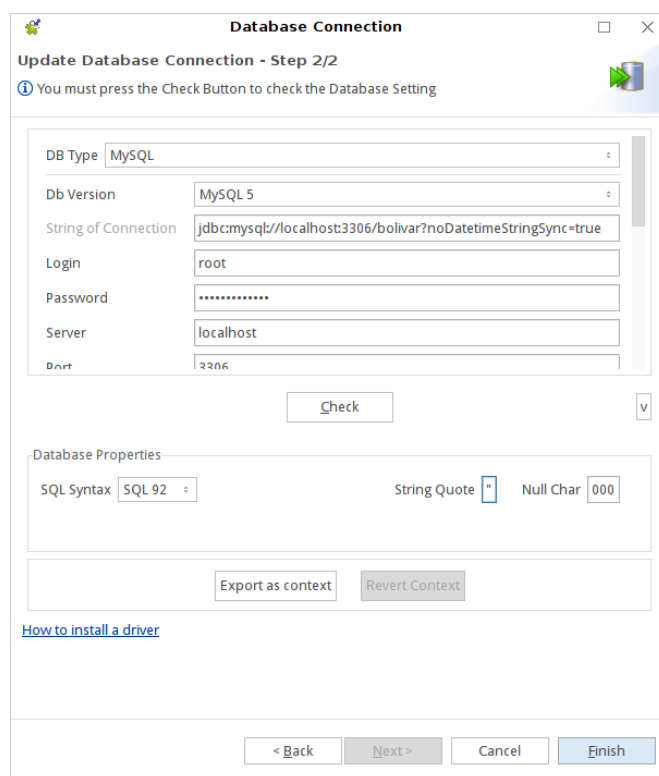 Database Connection
Update Database Connection - Step 2/2
You must press the Check Button to check the Database Setting
DB Type MySQL
Db Version MySQL 5
String of Connection jdbc:mysql://localhost:3306/bolivar?noDatetimeStringSync=true
Login root
Password •••••••••••••
Server localhost
Port 3306
Check v
Database Properties
SQL Syntax SQL 92 String Quote " Null Char 000
Export as context Revert Context
How to install a driver
< Back Next > Cancel Finish